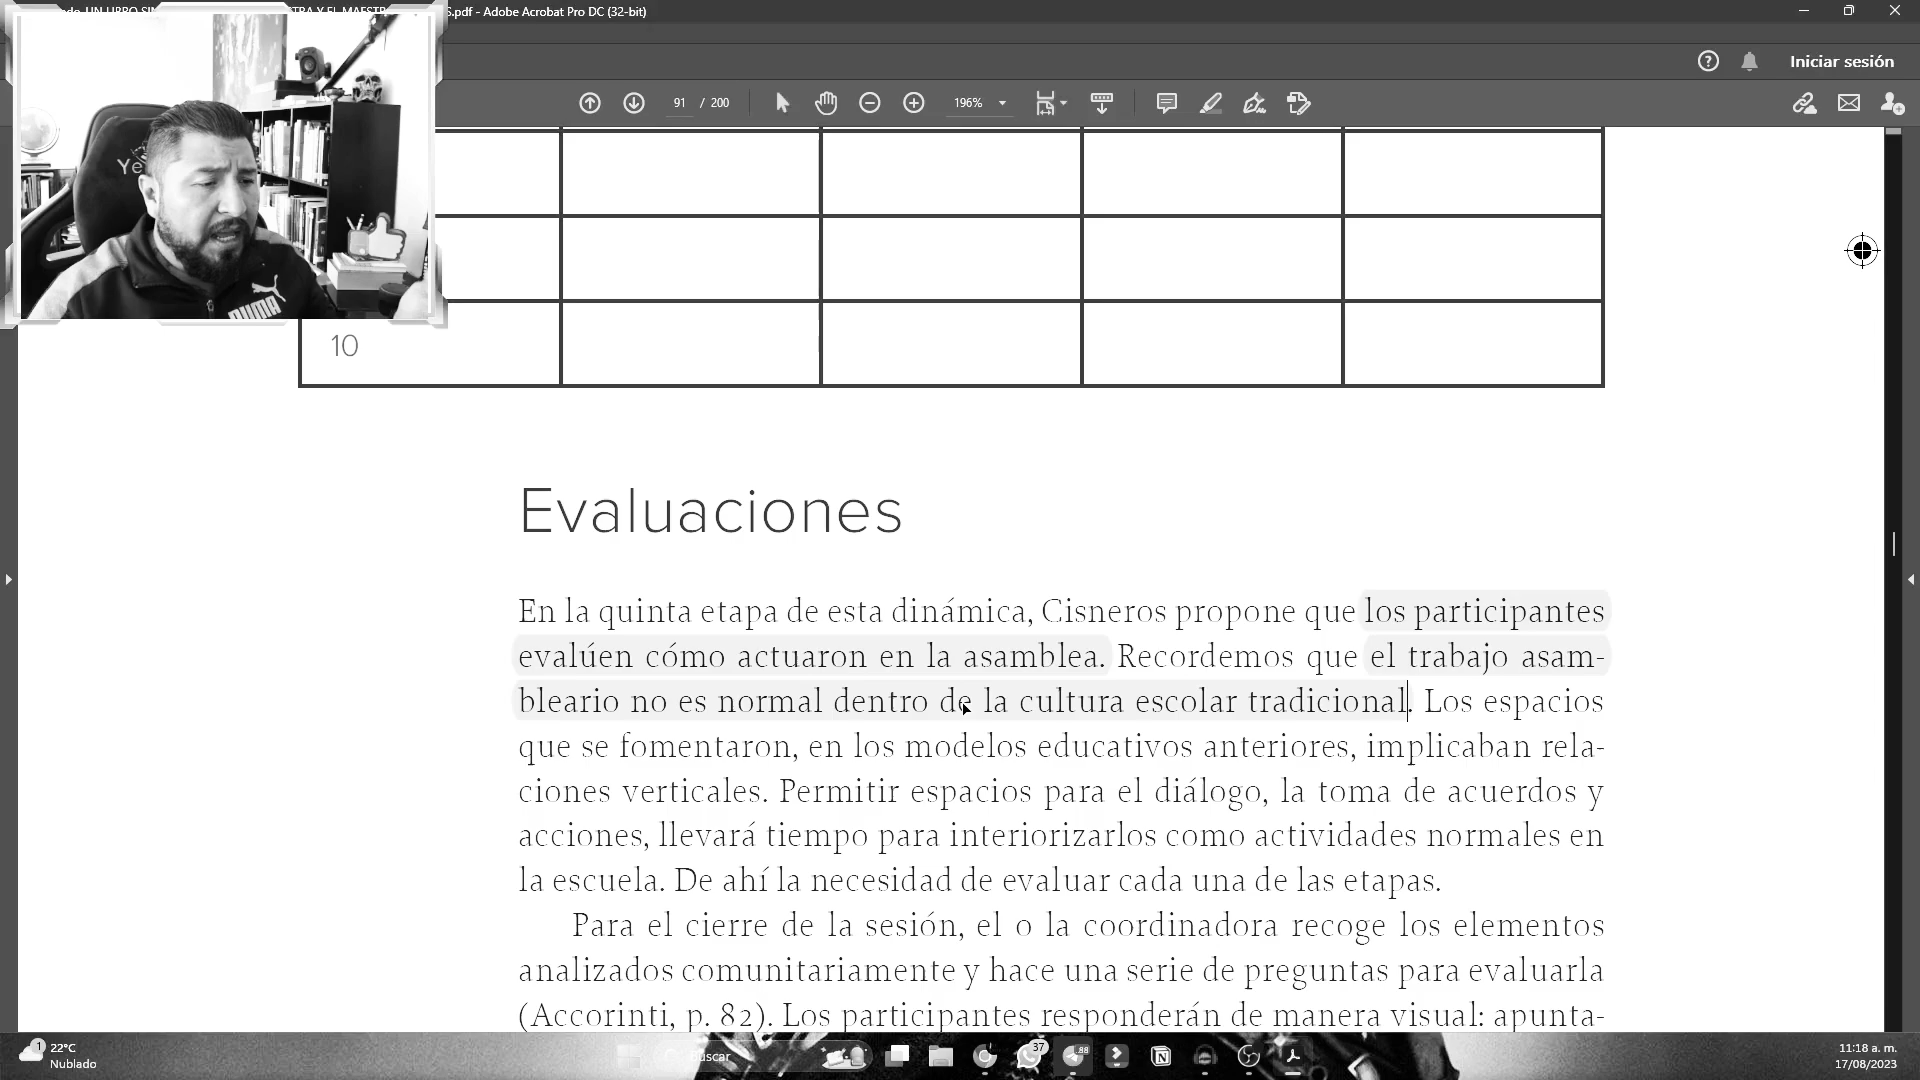 .pdf - Adobe Acrobat Pro DC (32-bit)
Iniciar sesión
91 / 200
196%
Ye
PUMA
10
Evaluaciones
En la quinta etapa de esta dinámica, Cisneros propone que los participantes
evalúen cómo actuaron en la asamblea. Recordemos que el trabajo asam-
bleario no es normal dentro de la cultura escolar tradicional. Los espacios
que se fomentaron, en los modelos educativos anteriores, implicaban rela-
ciones verticales. Permitir espacios para el diálogo, la toma de acuerdos y
acciones, llevará tiempo para interiorizarlos como actividades normales en
la escuela. De ahí la necesidad de evaluar cada una de las etapas.
Para el cierre de la sesión, el o la coordinadora recoge los elementos
analizados comunitariamente y hace una serie de preguntas para evaluarla
(Accorinti, p. 82). Los participantes responderán de manera visual: apunta-
1
22°C
Nublado
Buscar
37
88
11:18 a. m.
17/08/2023